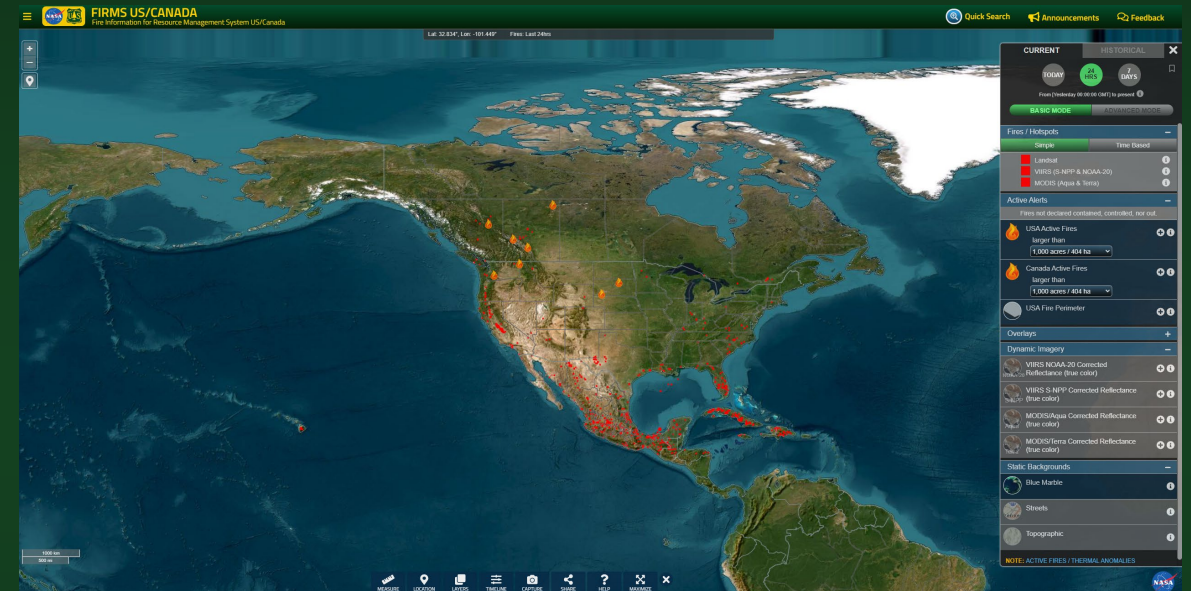 NASA
FIRMS US/CANADA
Fire Information for Resource Management System US/Canada
Quick Search
Announcements
Feedback
Lat: 32.834°, Lon: -101.449° Fires: Last 24hrs
CURRENT
HISTORICAL
TODAY
24 HRS
7 DAYS
From [Yesterday 00:00:00 GMT] to present
BASIC MODE
ADVANCED MODE
Fires / Hotspots
Simple
Time Based
Landsat
VIIRS (S-NPP & NOAA-20)
MODIS (Aqua & Terra)
Active Alerts
Fires not declared contained, controlled, nor out.
USA Active Fires
larger than
1,000 acres / 404 ha
Canada Active Fires
larger than
1,000 acres / 404 ha
USA Fire Perimeter
Overlays
Dynamic Imagery
VIIRS NOAA-20 Corrected
Reflectance (true color)
VIIRS S-NPP Corrected Reflectance
(true color)
MODIS/Aqua Corrected Reflectance
(true color)
MODIS/Terra Corrected Reflectance
(true color)
Static Backgrounds
Blue Marble
Streets
Topographic
NOTE: ACTIVE FIRES / THERMAL ANOMALIES
1000 km
500 mi
MEASURE
LOCATION
LAYERS
TIMELINE
CAPTURE
SHARE
HELP
MAXIMIZE
NASA